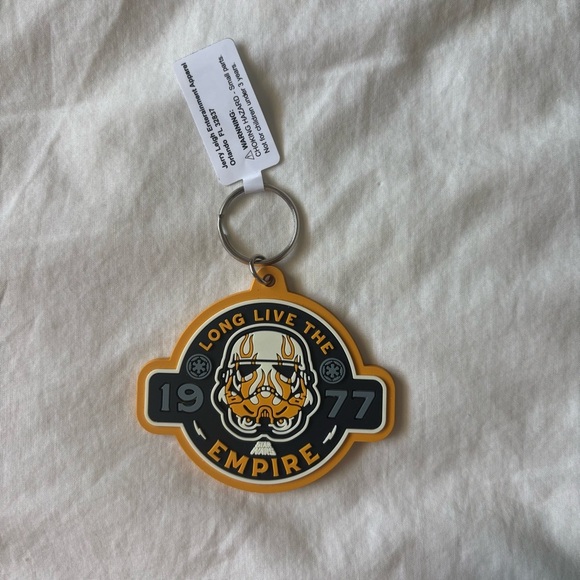 Jerry Leigh Entertainment Apparel
Orlando FL 32837
WARNING:
CHOKING HAZARD - Small parts.
Not for children under 3 years.
LONG LIVE THE
19 77
STAR
WARS
EMPIRE